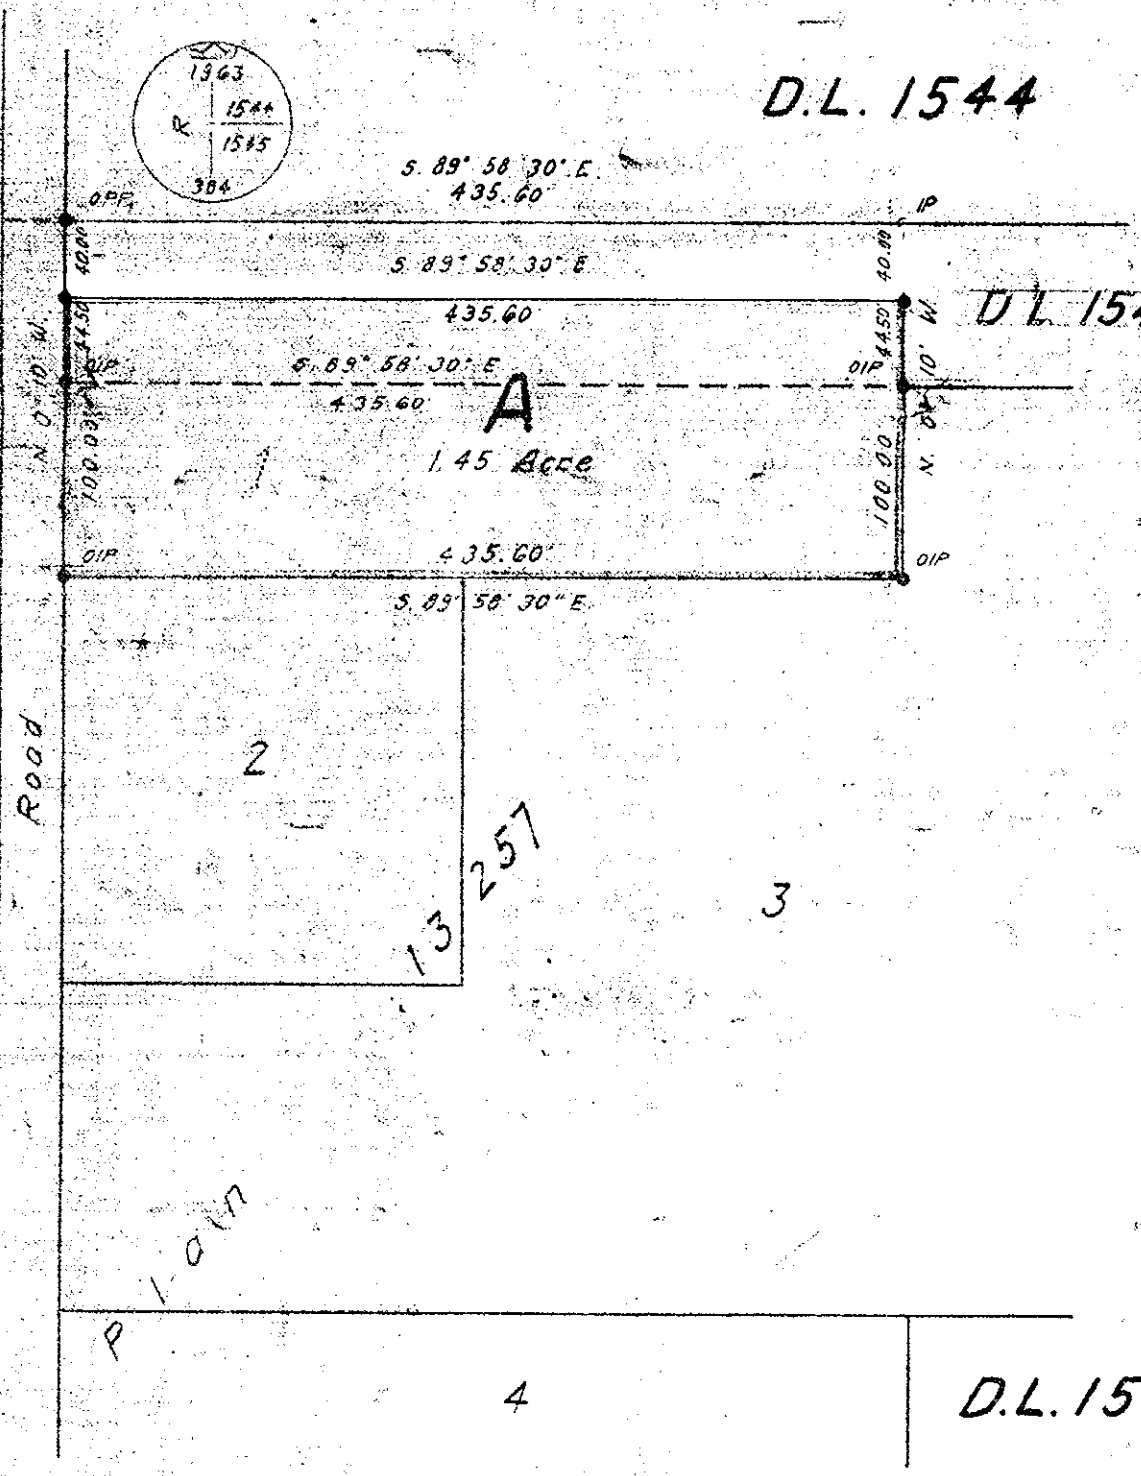 1963
R
1544
1545
384
D.L. 1544
S. 89° 58' 30" E.
435.60'
OPP.
IP
40.00
40.00
S. 89° 58' 30" E
435.60
D L 154
44.50
44.50
N. 0° 10' W.
N. 0° 10' W
OIP
S. 89° 58' 30" E
OIP
435.60
A
1.45 Acre
100.00
100.00
OIP
435.60'
OIP
S. 89° 58' 30" E.
Road
2
3
Plan 13257
4
D.L. 15